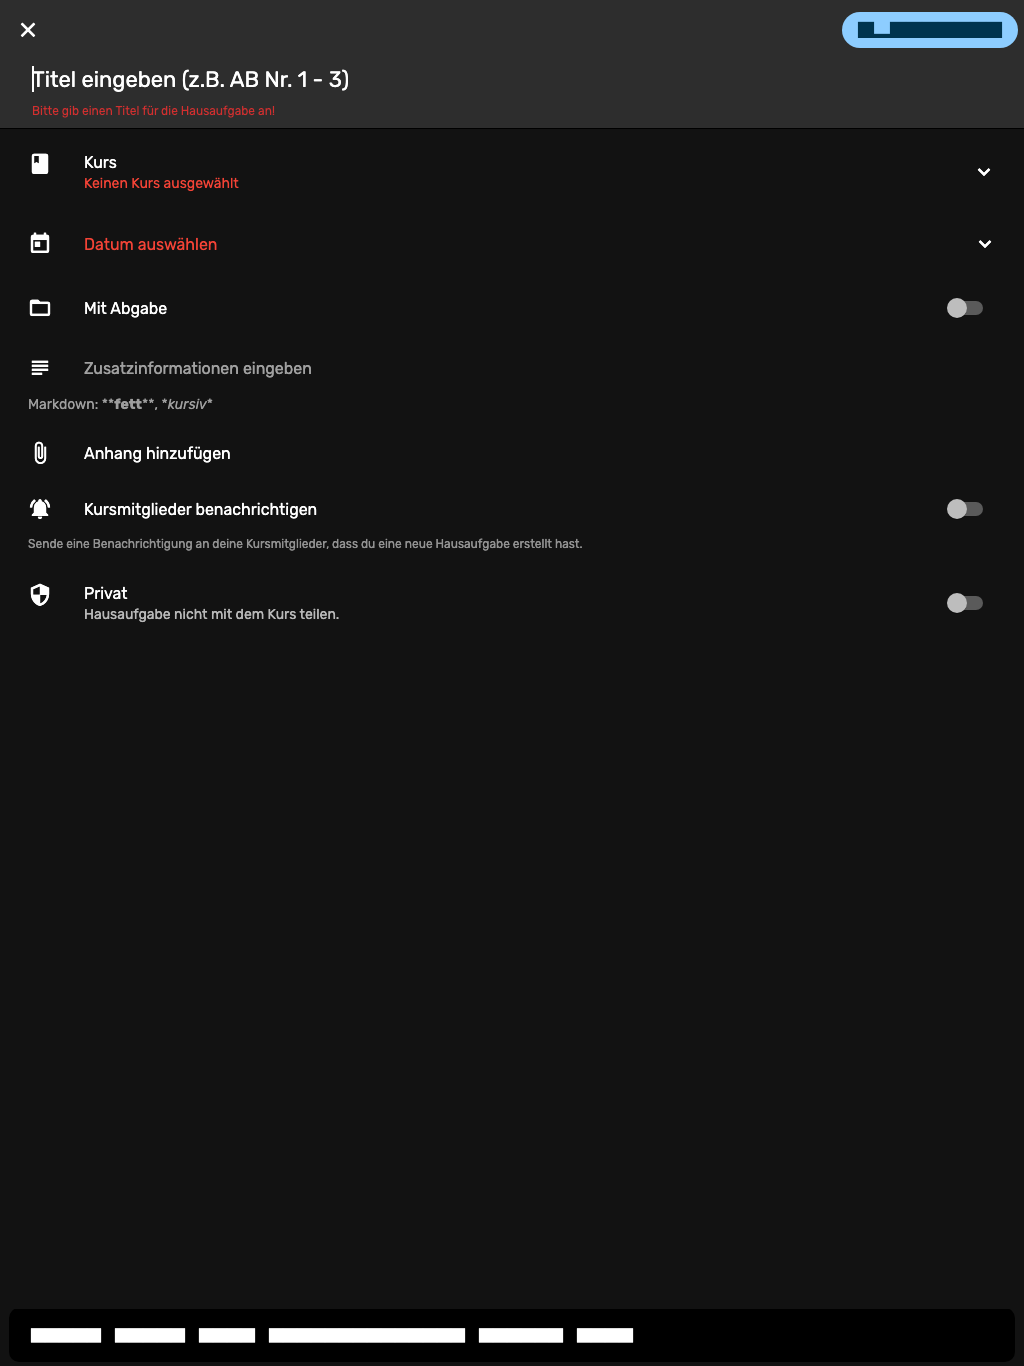 Titel eingeben (z.B. AB Nr. 1 - 3)
Bitte gib einen Titel für die Hausaufgabe an!
Kurs
Keinen Kurs ausgewählt
Datum auswählen
Mit Abgabe
Zusatzinformationen eingeben
Markdown: **fett**, *kursiv*
Anhang hinzufügen
Kursmitglieder benachrichtigen
Sende eine Benachrichtigung an deine Kursmitglieder, dass du eine neue Hausaufgabe erstellt hast.
Privat
Hausaufgabe nicht mit dem Kurs teilen.